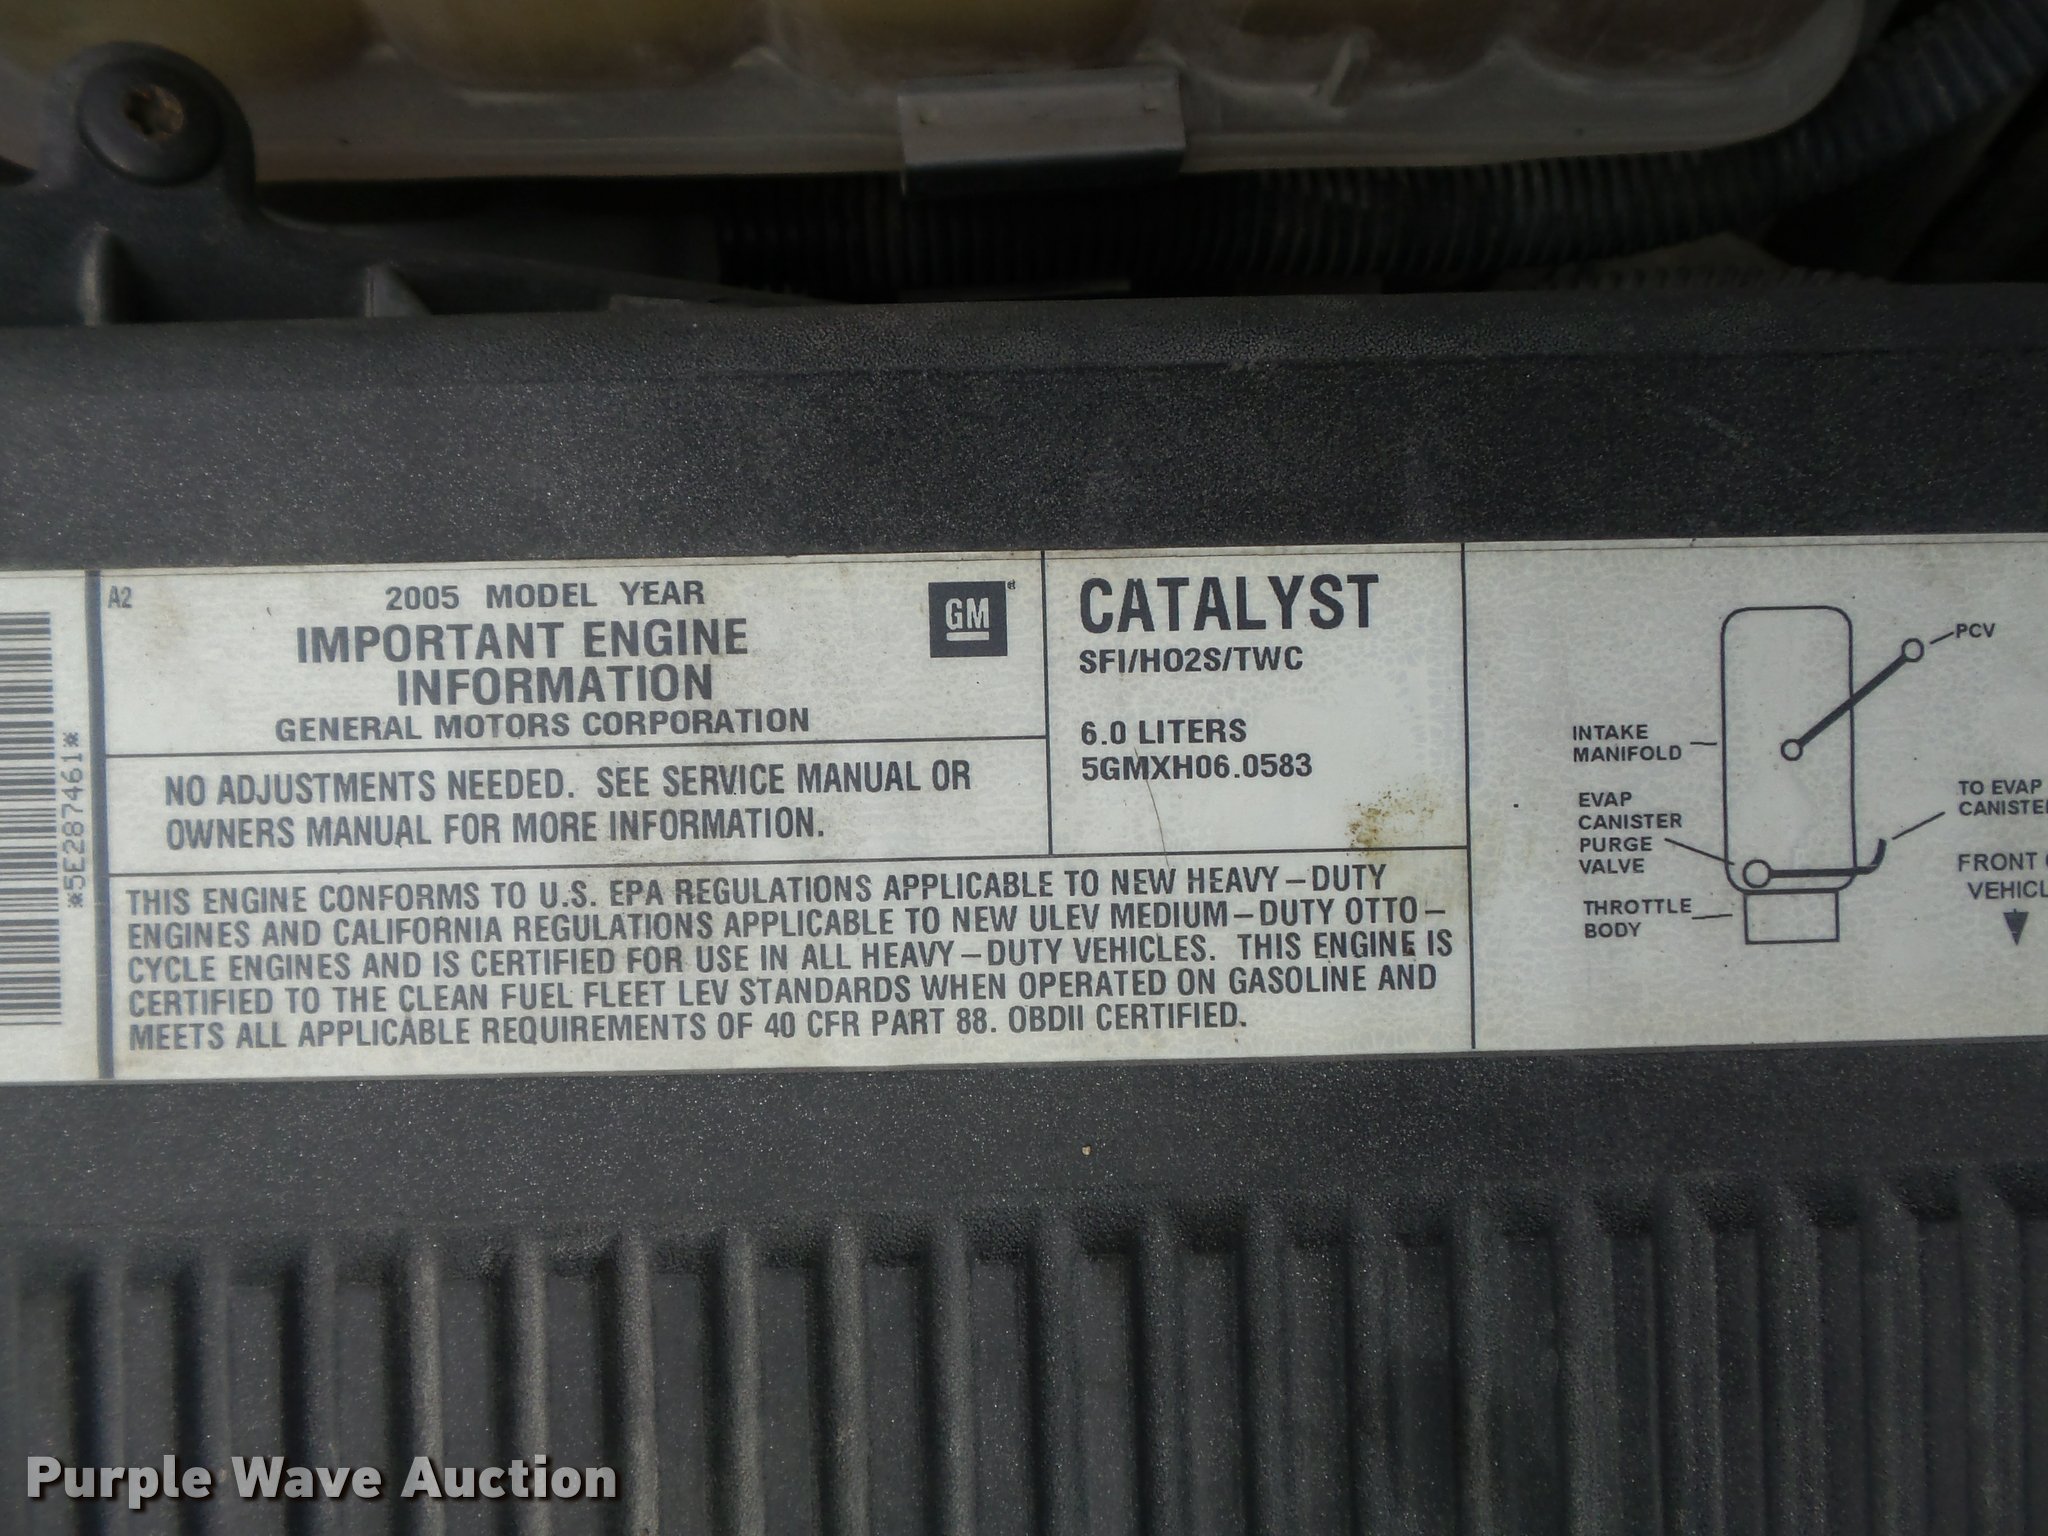 *5E287461*
A2
2005 MODEL YEAR
IMPORTANT ENGINE
INFORMATION
GENERAL MOTORS CORPORATION
GM
NO ADJUSTMENTS NEEDED. SEE SERVICE MANUAL OR
OWNERS MANUAL FOR MORE INFORMATION.
CATALYST
SFI/HO2S/TWC
6.0 LITERS
5GMXH06.0583
THIS ENGINE CONFORMS TO U.S. EPA REGULATIONS APPLICABLE TO NEW HEAVY-DUTY
ENGINES AND CALIFORNIA REGULATIONS APPLICABLE TO NEW ULEV MEDIUM-DUTY OTTO-
CYCLE ENGINES AND IS CERTIFIED FOR USE IN ALL HEAVY-DUTY VEHICLES. THIS ENGINE IS
CERTIFIED TO THE CLEAN FUEL FLEET LEV STANDARDS WHEN OPERATED ON GASOLINE AND
MEETS ALL APPLICABLE REQUIREMENTS OF 40 CFR PART 88. OBDII CERTIFIED.
PCV
INTAKE
MANIFOLD
EVAP
CANISTER
PURGE
VALVE
THROTTLE
BODY
TO EVAP
CANISTE
FRONT
VEHICL
Purple Wave Auction